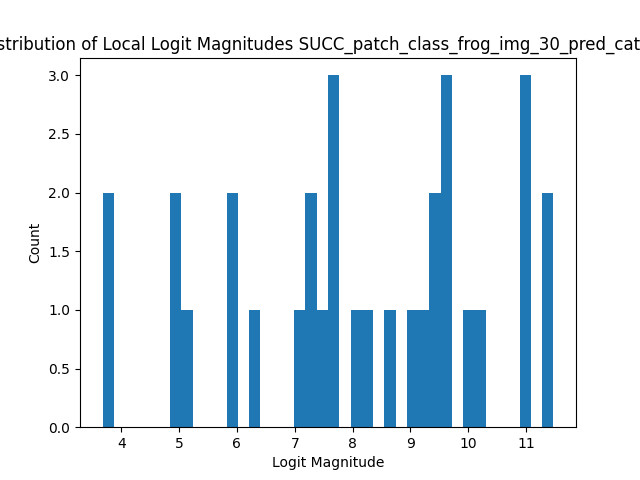 stribution of Local Logit Magnitudes SUCC_patch_class_frog_img_30_pred_cat
3.0
2.5
2.0
1.5
1.0
0.5
0.0
Count
4 5 6 7 8 9 10 11
Logit Magnitude